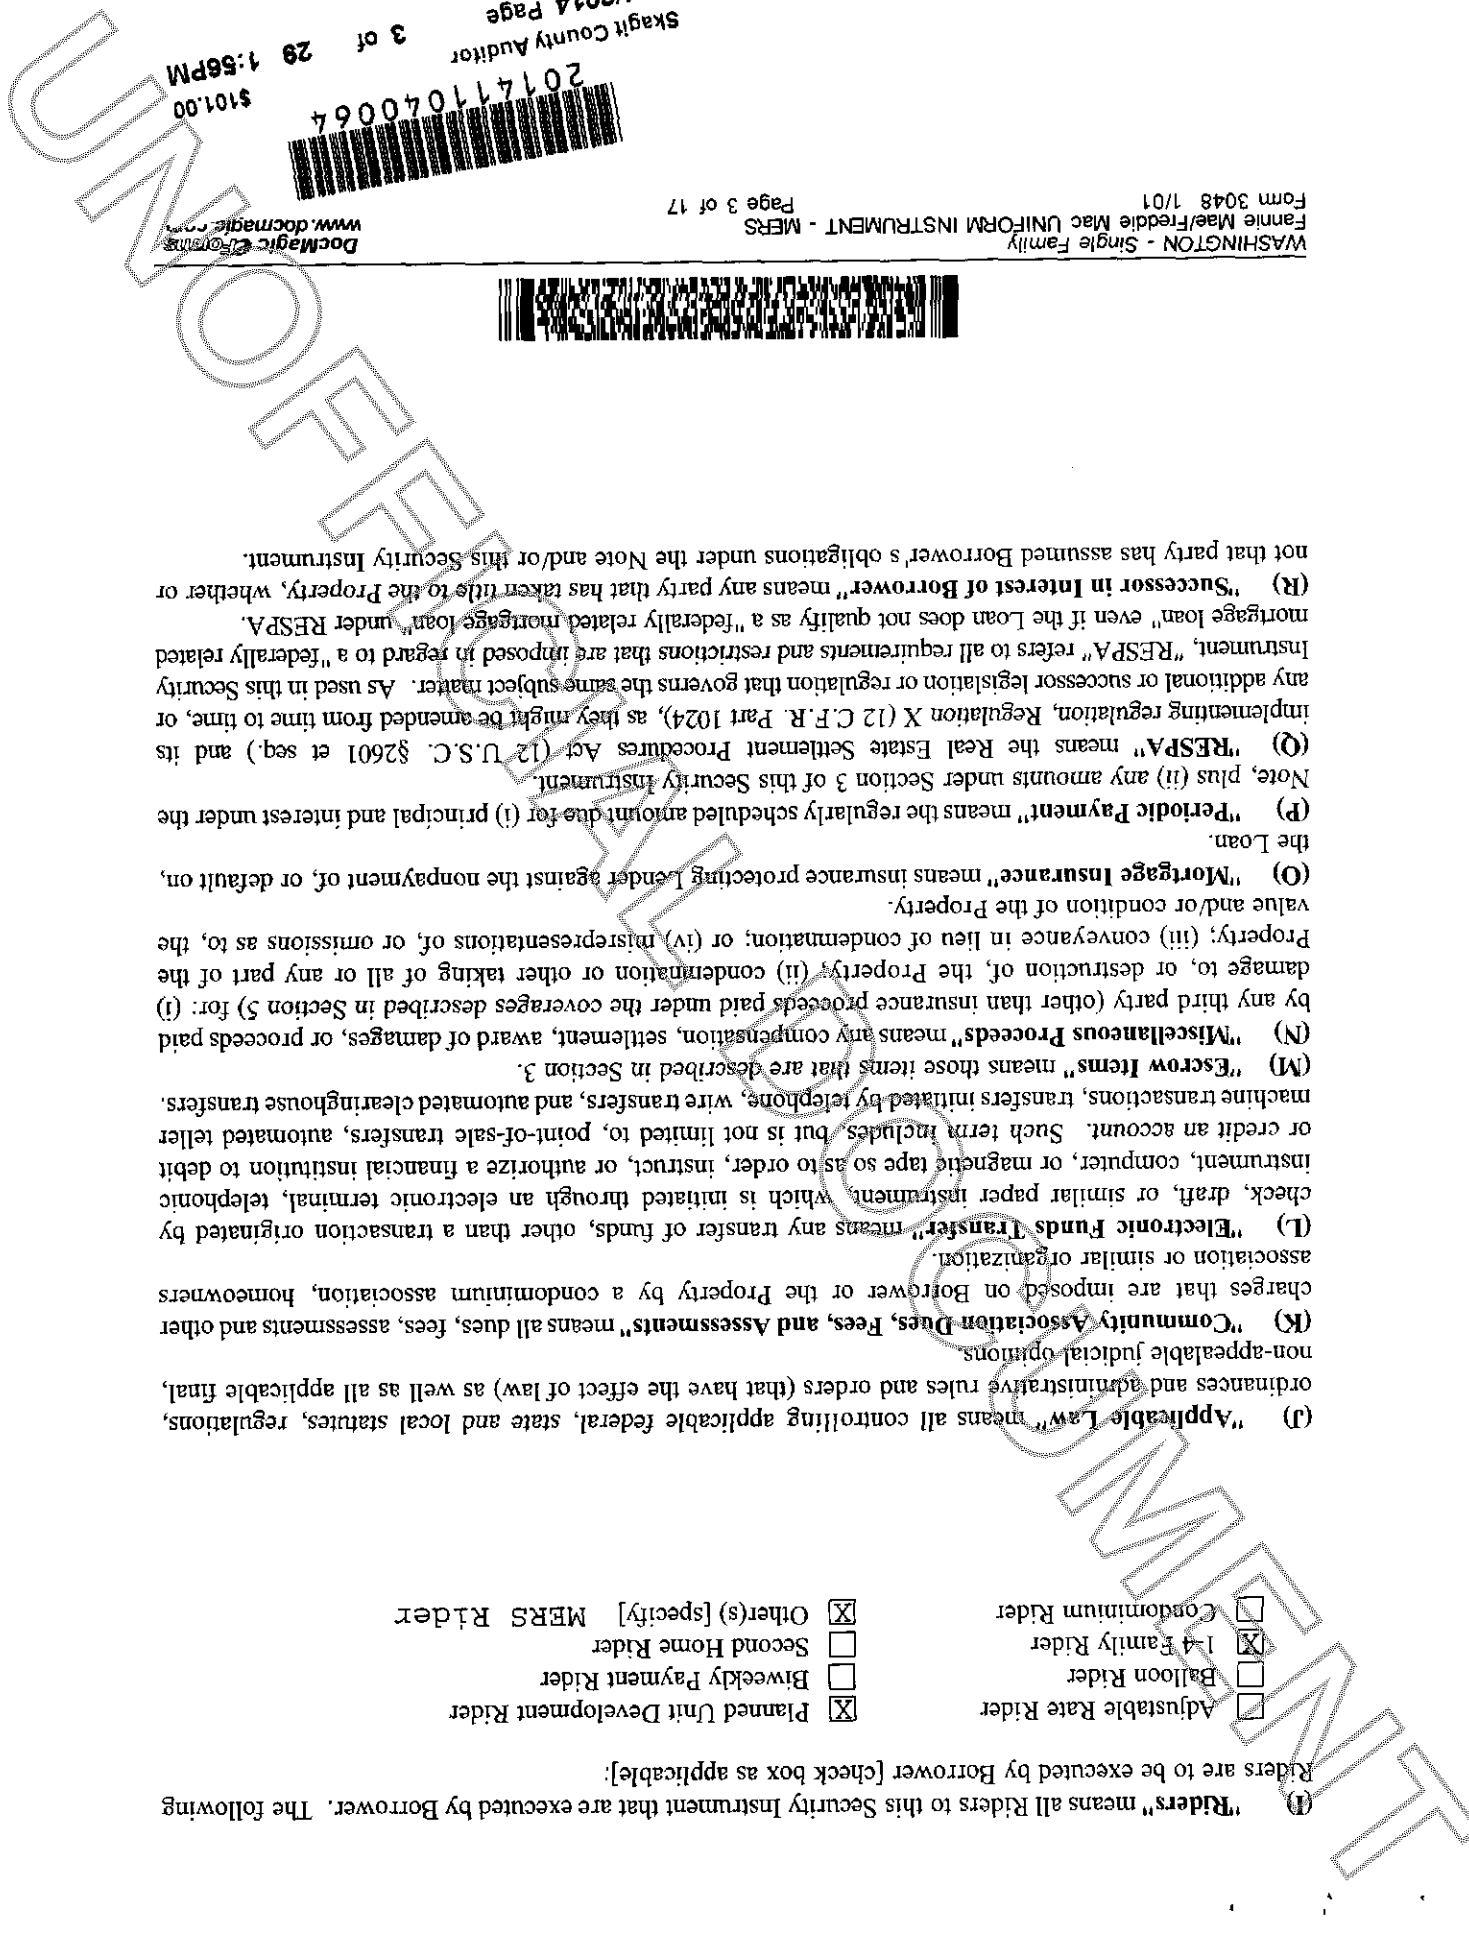 (I) "Riders" means all Riders to this Security Instrument that are executed by Borrower. The following
Riders are to be executed by Borrower [check box as applicable]:
Adjustable Rate Rider X Planned Unit Development Rider
Balloon Rider Biweekly Payment Rider
X 1-4 Family Rider Second Home Rider
Condominium Rider X Other(s) [specify] MERS Rider
(J) "Applicable Law" means all controlling applicable federal, state and local statutes, regulations,
ordinances and administrative rules and orders (that have the effect of law) as well as all applicable final,
non-appealable judicial opinions.
(K) "Community Association Dues, Fees, and Assessments" means all dues, fees, assessments and other
charges that are imposed on Borrower or the Property by a condominium association, homeowners
association or similar organization.
(L) "Electronic Funds Transfer" means any transfer of funds, other than a transaction originated by
check, draft, or similar paper instrument, which is initiated through an electronic terminal, telephonic
instrument, computer, or magnetic tape so as to order, instruct, or authorize a financial institution to debit
or credit an account. Such term includes, but is not limited to, point-of-sale transfers, automated teller
machine transactions, transfers initiated by telephone, wire transfers, and automated clearinghouse transfers.
(M) "Escrow Items" means those items that are described in Section 3.
(N) "Miscellaneous Proceeds" means any compensation, settlement, award of damages, or proceeds paid
by any third party (other than insurance proceeds paid under the coverages described in Section 5) for: (i)
damage to, or destruction of, the Property; (ii) condemnation or other taking of all or any part of the
Property; (iii) conveyance in lieu of condemnation; or (iv) misrepresentations of, or omissions as to, the
value and/or condition of the Property.
(O) "Mortgage Insurance" means insurance protecting Lender against the nonpayment of, or default on,
the Loan.
(P) "Periodic Payment" means the regularly scheduled amount due for (i) principal and interest under the
Note, plus (ii) any amounts under Section 3 of this Security Instrument.
(Q) "RESPA" means the Real Estate Settlement Procedures Act (12 U.S.C. §2601 et seq.) and its
implementing regulation, Regulation X (12 C.F.R. Part 1024), as they might be amended from time to time, or
any additional or successor legislation or regulation that governs the same subject matter. As used in this Security
Instrument, "RESPA" refers to all requirements and restrictions that are imposed in regard to a "federally related
mortgage loan" even if the Loan does not qualify as a "federally related mortgage loan" under RESPA.
(R) "Successor in Interest of Borrower" means any party that has taken title to the Property, whether or
not that party has assumed Borrower's obligations under the Note and/or this Security Instrument.
WASHINGTON - Single Family
Fannie Mae/Freddie Mac UNIFORM INSTRUMENT - MERS
Form 3048 1/01 Page 3 of 17
DocMagic eForms
www.docmagic.com
201411040064
Skagit County Auditor $101.00
Page 3 of 29 1:56PM
UNOFFICIAL DOCUMENT